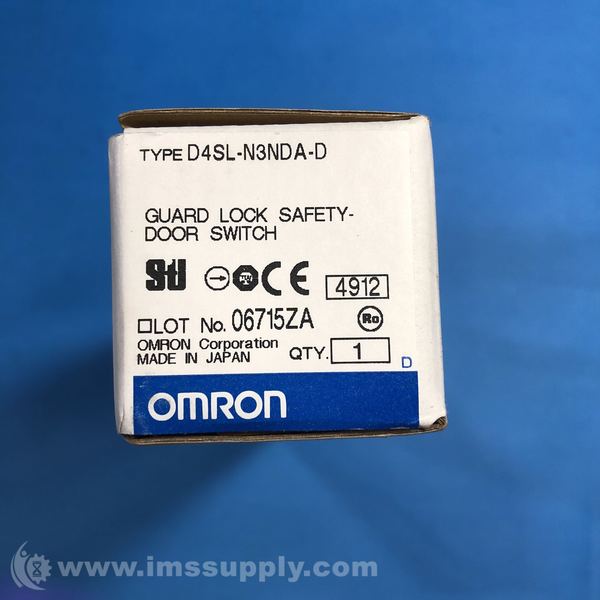 TYPE D4SL-N3NDA-D
GUARD LOCK SAFETY-
DOOR SWITCH
CE 4912
LOT No. 06715ZA
OMRON Corporation
MADE IN JAPAN QTY. 1
D
OMRON
www.imssupply.com